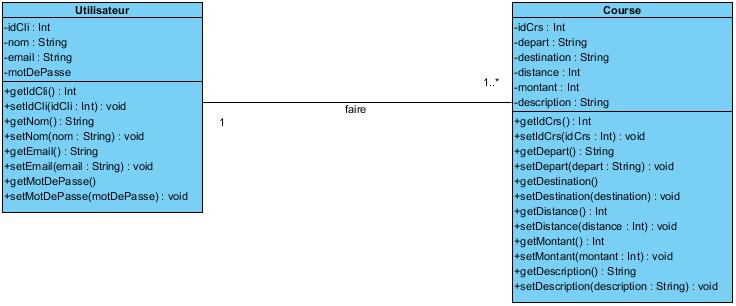 Utilisateur
-idCli : Int
-nom : String
-email : String
-motDePasse
+getIdCli() : Int
+setIdCli(idCli : Int) : void
+getNom() : String
+setNom(nom : String) : void
+getEmail() : String
+setEmail(email : String) : void
+getMotDePasse()
+setMotDePasse(motDePasse) : void
1
faire
1..*
Course
-idCrs : Int
-depart : String
-destination : String
-distance : Int
-montant : Int
-description : String
+getIdCrs() : Int
+setIdCrs(idCrs : Int) : void
+getDepart() : String
+setDepart(depart : String) : void
+getDestination()
+setDestination(destination) : void
+getDistance() : Int
+setDistance(distance : Int) : void
+getMontant() : Int
+setMontant(montant : Int) : void
+getDescription() : String
+setDescription(description : String) : void